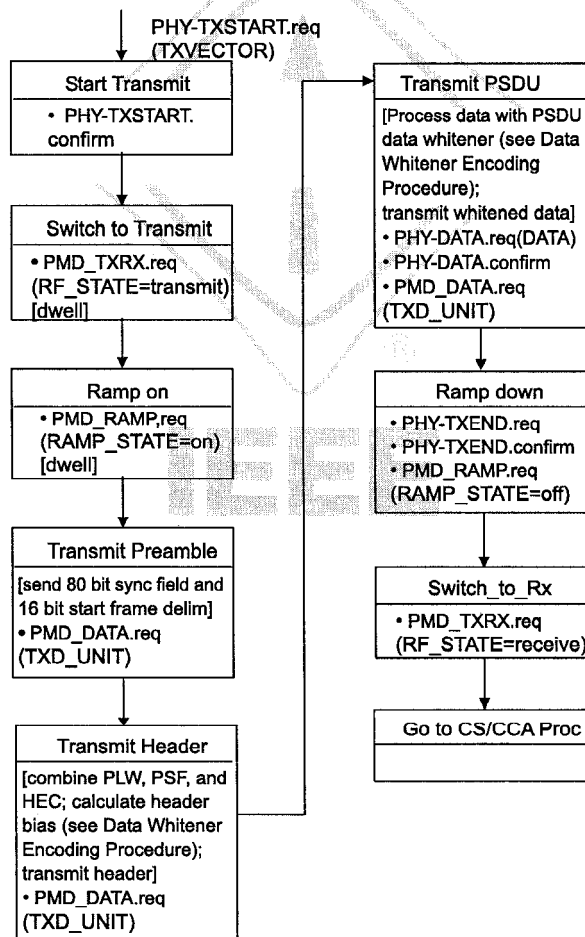 PHY-TXSTART.req
(TXVECTOR)
Start Transmit
• PHY-TXSTART.
confirm
Switch to Transmit
• PMD_TXRX.req
(RF_STATE=transmit)
[dwell]
Ramp on
• PMD_RAMP,req
(RAMP_STATE=on)
[dwell]
Transmit Preamble
[send 80 bit sync field and
16 bit start frame delim]
• PMD_DATA.req
(TXD_UNIT)
Transmit Header
[combine PLW, PSF, and
HEC; calculate header
bias (see Data Whitener
Encoding Procedure);
transmit header]
• PMD_DATA.req
(TXD_UNIT)
Transmit PSDU
[Process data with PSDU
data whitener (see Data
Whitener Encoding
Procedure);
transmit whitened data]
• PHY-DATA.req(DATA)
• PHY-DATA.confirm
• PMD_DATA.req
(TXD_UNIT)
Ramp down
• PHY-TXEND.req
• PHY-TXEND.confirm
• PMD_RAMP.req
(RAMP_STATE=off)
Switch_to_Rx
• PMD_TXRX.req
(RF_STATE=receive)
Go to CS/CCA Proc
®
IEEE